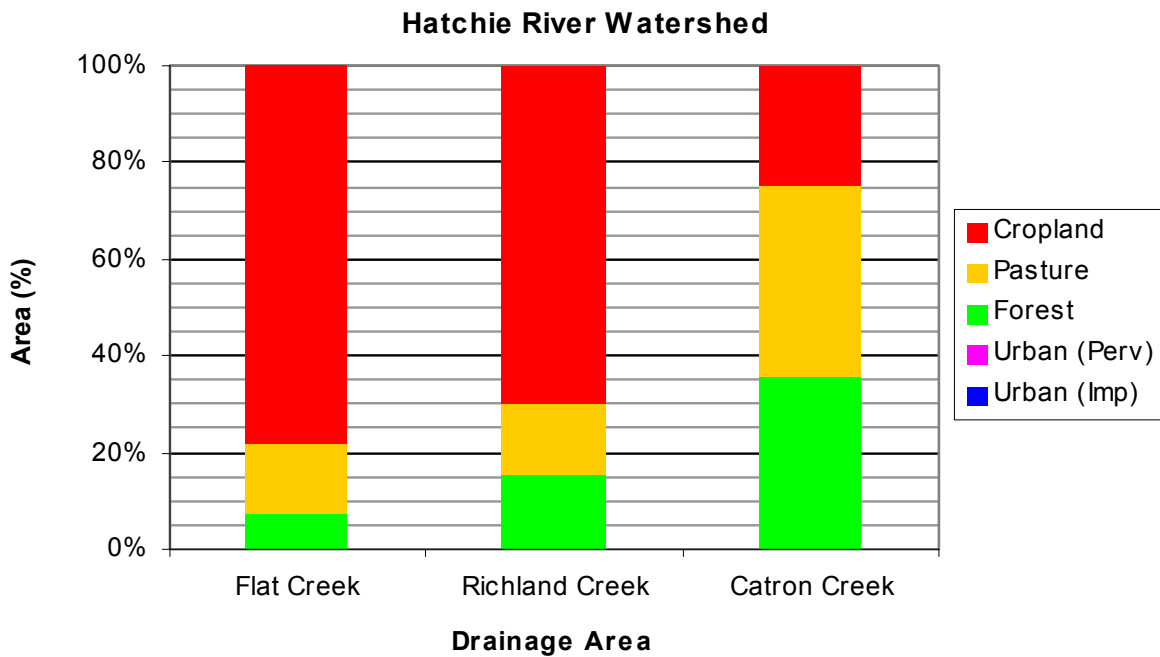 Hatchie River Watershed
100%
80%
60%
40%
20%
0%
Area (%)
Flat Creek
Richland Creek
Catron Creek
Drainage Area
Cropland
Pasture
Forest
Urban (Perv)
Urban (Imp)